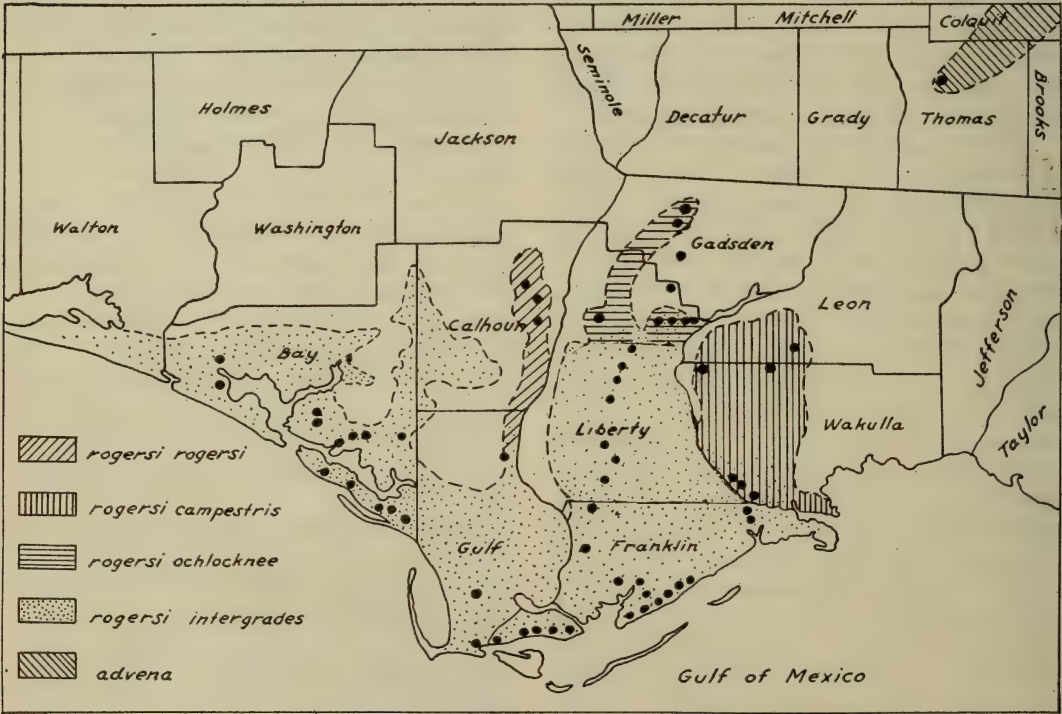 Miller
Mitchell
Colquit
Seminole
Decatur
Grady
Thomas
Brooks
Holmes
Jackson
Walton
Washington
Gadsden
Leon
Jefferson
Taylor
Calhoun
Bay
Liberty
Wakulla
Gulf
Franklin
rogersi rogersi
rogersi campestris
rogersi ochlocknee
rogersi intergrades
advena
Gulf of Mexico